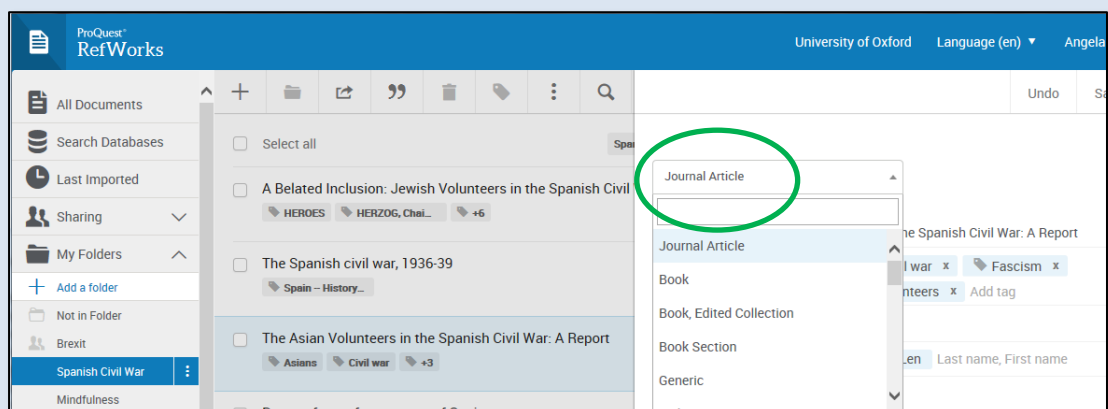 ProQuest®
RefWorks
University of Oxford Language (en) ▼ Angela
All Documents
Search Databases
Last Imported
Sharing
My Folders
Add a folder
Not in Folder
Brexit
Spanish Civil War
Mindfulness
Select all
A Belated Inclusion: Jewish Volunteers in the Spanish Civil
HEROES HERZOG, Chai... +6
The Spanish civil war, 1936-39
Spain – History...
The Asian Volunteers in the Spanish Civil War: A Report
Asians Civil war +3
Undo
Journal Article
Journal Article
Book
Book, Edited Collection
Book Section
Generic
he Spanish Civil War: A Report
l war x Fascism x
nteers x Add tag
Len Last name, First name